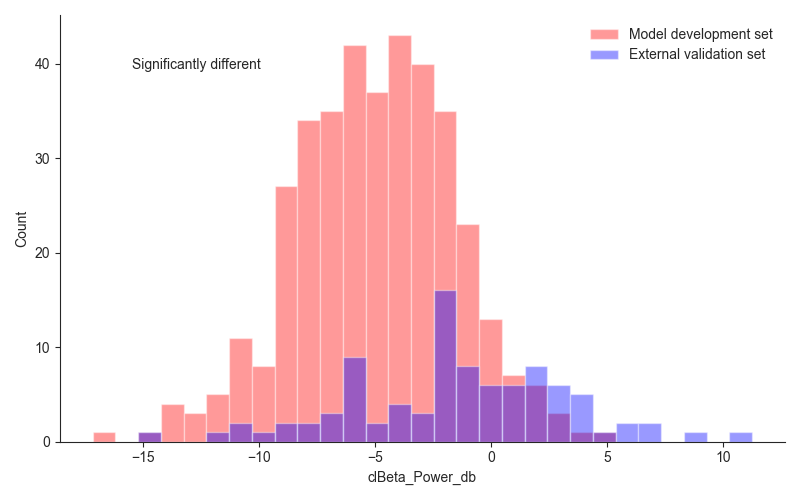 Significantly different
Model development set
External validation set
Count
40
30
20
10
0
−15
−10
−5
0
5
10
clBeta_Power_db